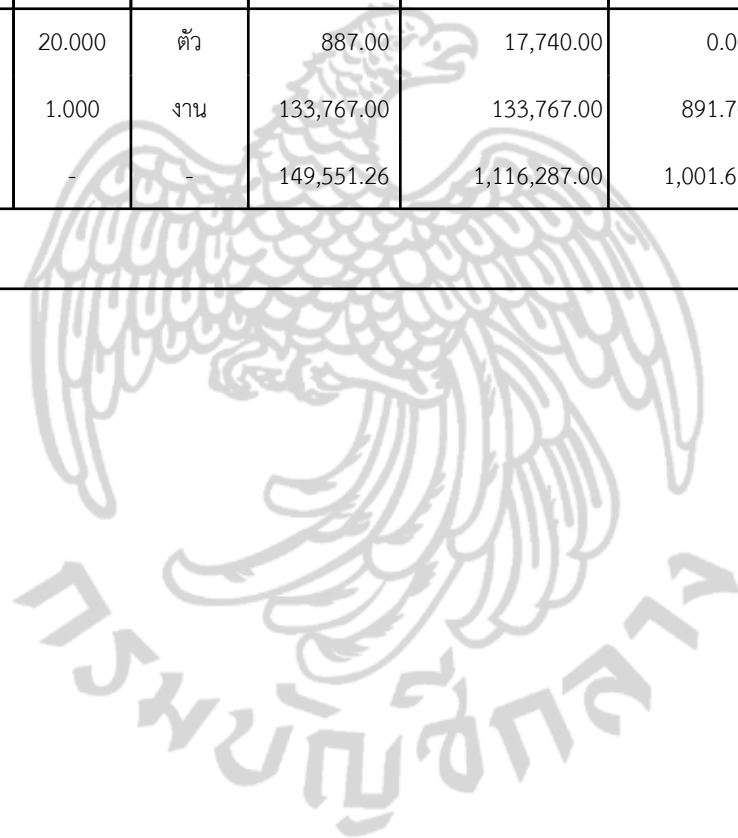 20.000 ตัว 887.00 17,740.00 0.0
1.000 งาน 133,767.00 133,767.00 891.7
- - 149,551.26 1,116,287.00 1,001.6
กรมบัญชีกลาง